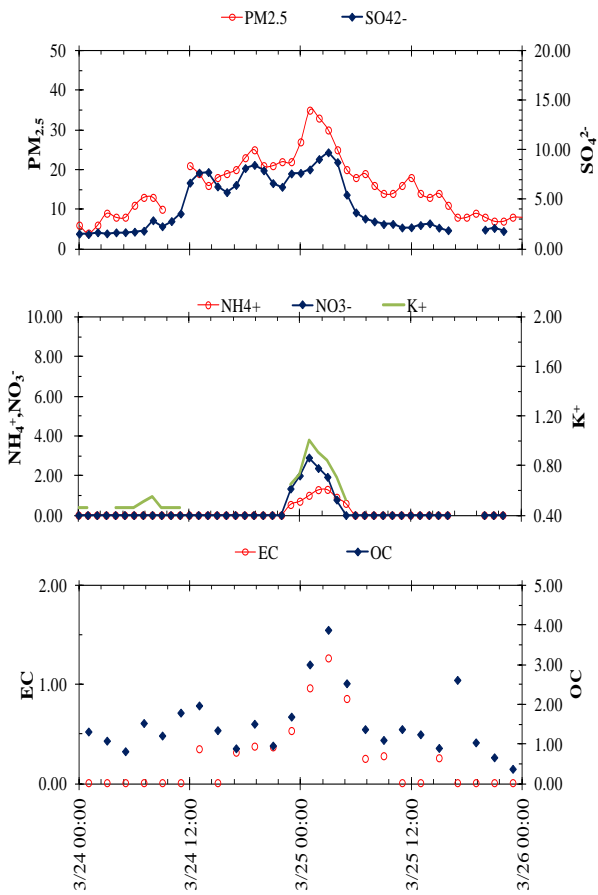 PM2.5 SO42-
50 20.00
40 15.00
30 10.00
20 5.00
10
0 0.00
PM2.5
SO₄²⁻
NH4+ NO3- K+
10.00 2.00
8.00 1.60
6.00 1.20
4.00 0.80
2.00
0.00 0.40
NH₄⁺,NO₃⁻
K⁺
EC OC
2.00 5.00
4.00
1.00 3.00
2.00
1.00
0.00 0.00
EC
OC
3/24 00:00
3/24 12:00
3/25 00:00
3/25 12:00
3/26 00:00